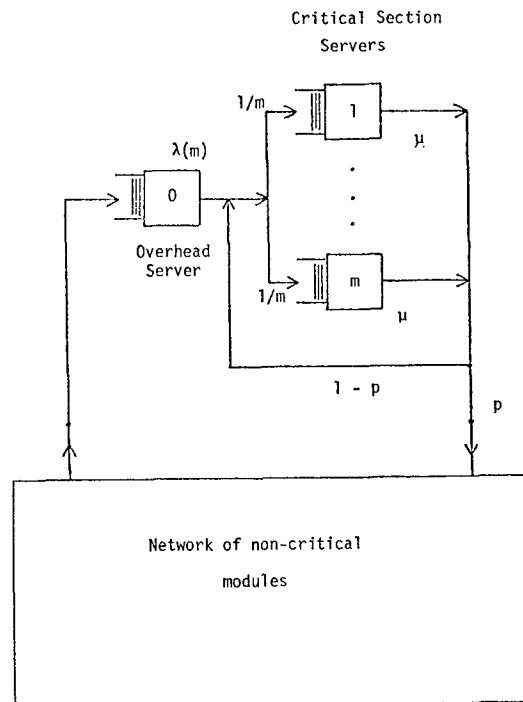 Critical Section
Servers
1/m
1
μ
λ(m)
0
Overhead
Server
1/m
m
μ
1 - p
p
Network of non-critical
modules